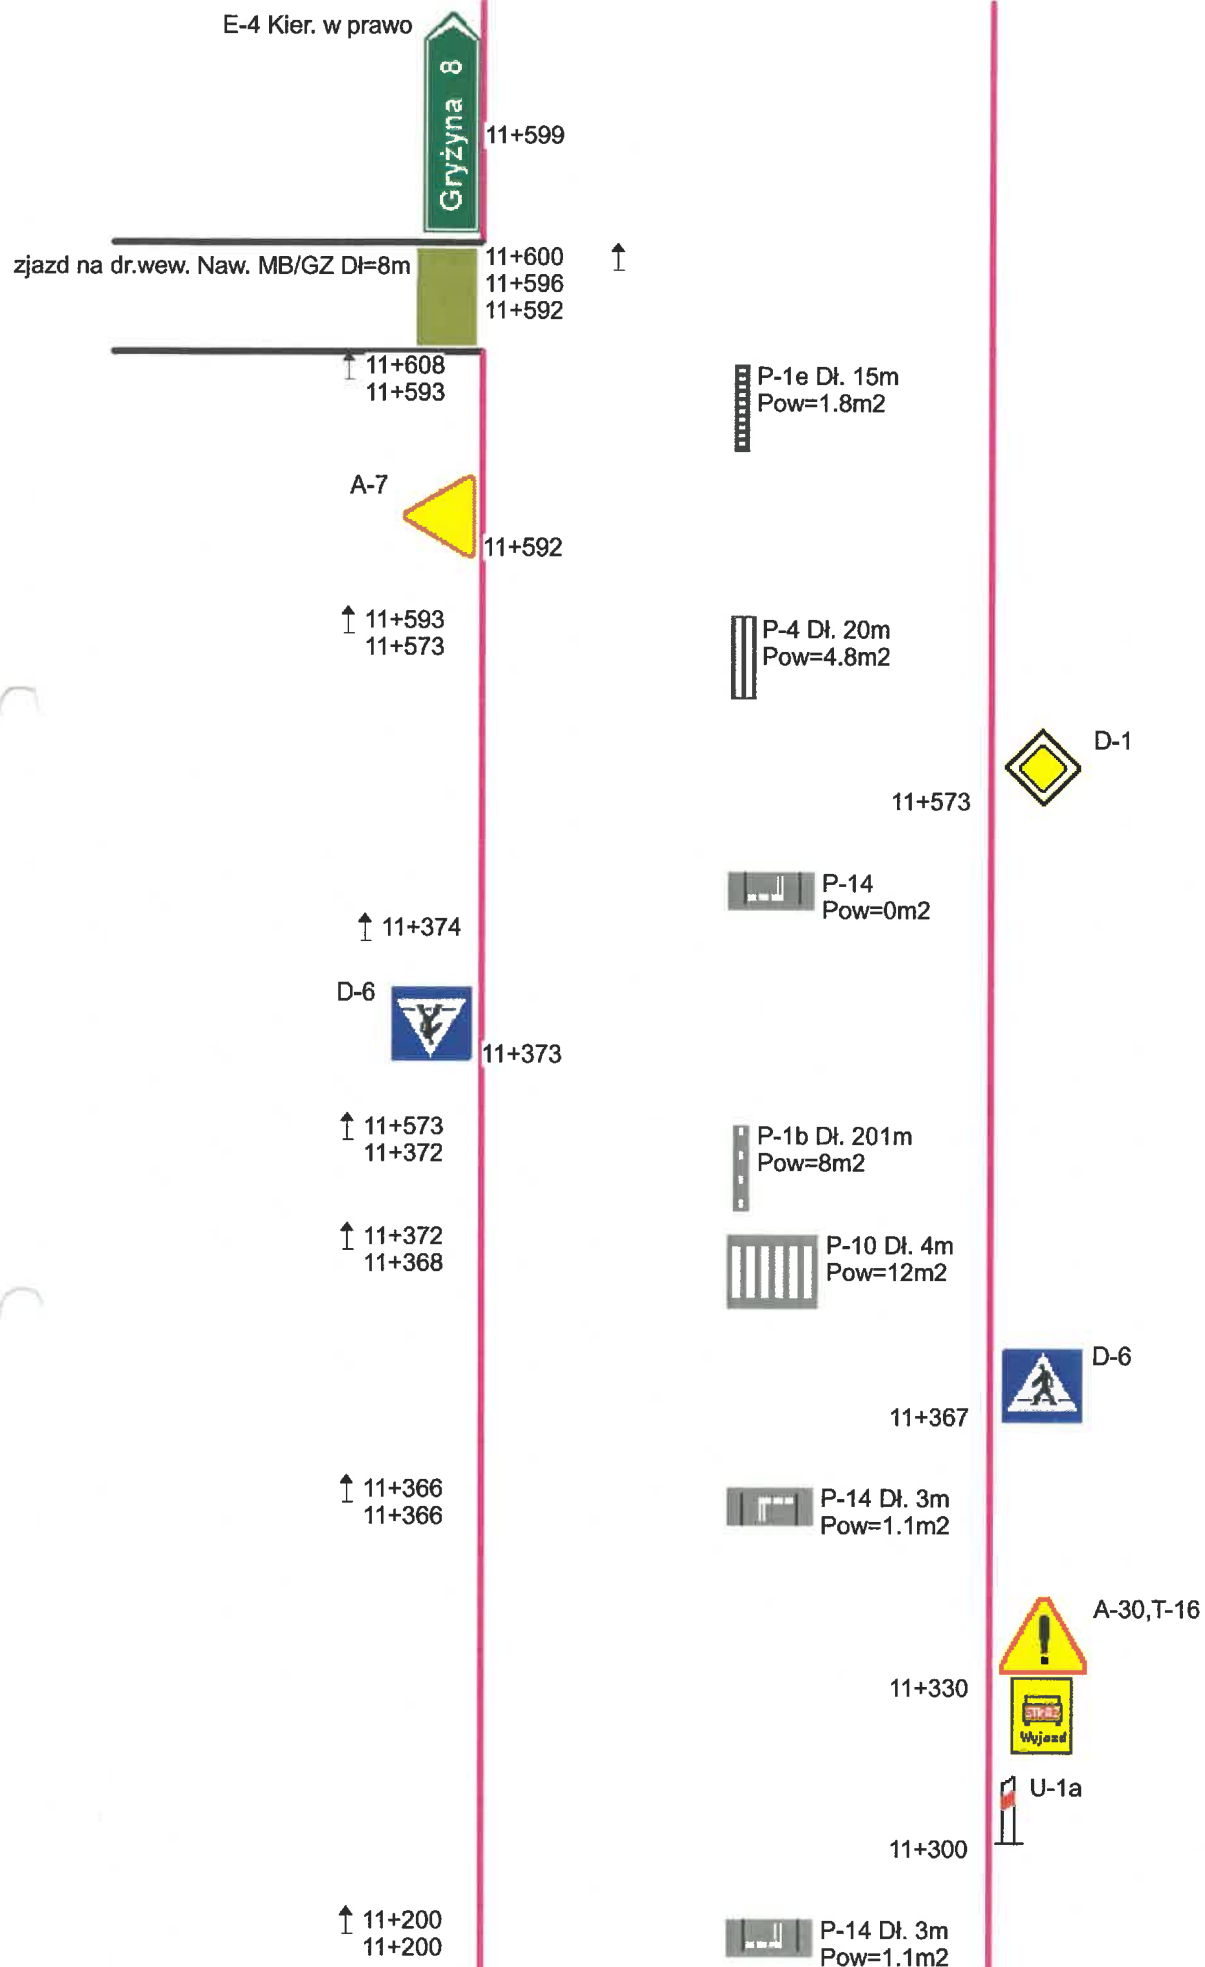 E-4 Kier. w prawo
Gryżyna 8
11+599
zjazd na dr.wew. Naw. MB/GZ Dł=8m
11+600
11+596
11+592
11+608
11+593
P-1e Dł. 15m
Pow=1.8m2
A-7
11+592
11+593
11+573
P-4 Dł. 20m
Pow=4.8m2
D-1
11+573
P-14
Pow=0m2
11+374
D-6
11+373
11+573
11+372
P-1b Dł. 201m
Pow=8m2
11+372
11+368
P-10 Dł. 4m
Pow=12m2
D-6
11+367
11+366
11+366
P-14 Dł. 3m
Pow=1.1m2
A-30,T-16
11+330
STRAŻ
Wyjazd
U-1a
11+300
11+200
11+200
P-14 Dł. 3m
Pow=1.1m2